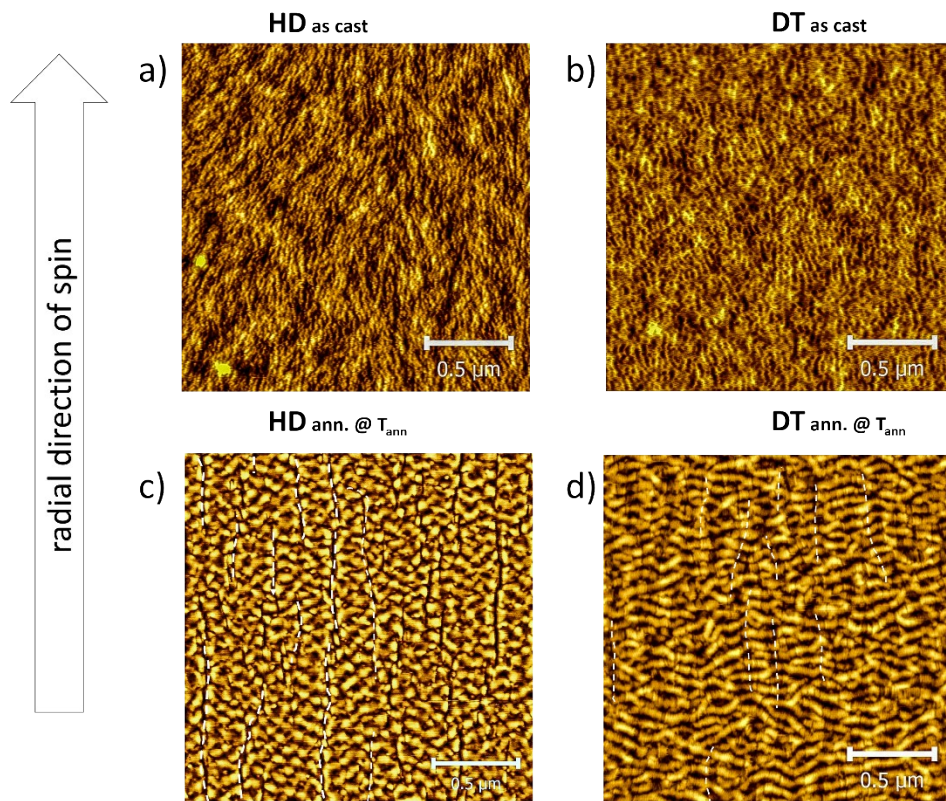 HD as cast
DT as cast
a)
b)
radial direction of spin
0.5 µm
0.5 µm
HD ann. @ Tann
DT ann. @ Tann
c)
d)
0.5 µm
0.5 µm